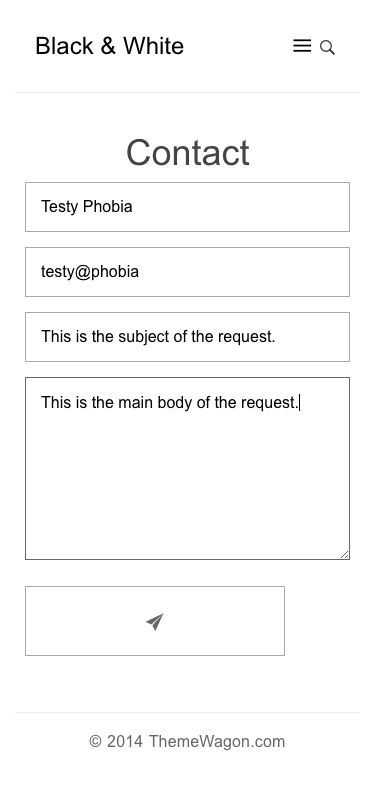 Black & White
Contact
Testy Phobia
testy@phobia
This is the subject of the request.
This is the main body of the request.
© 2014 ThemeWagon.com